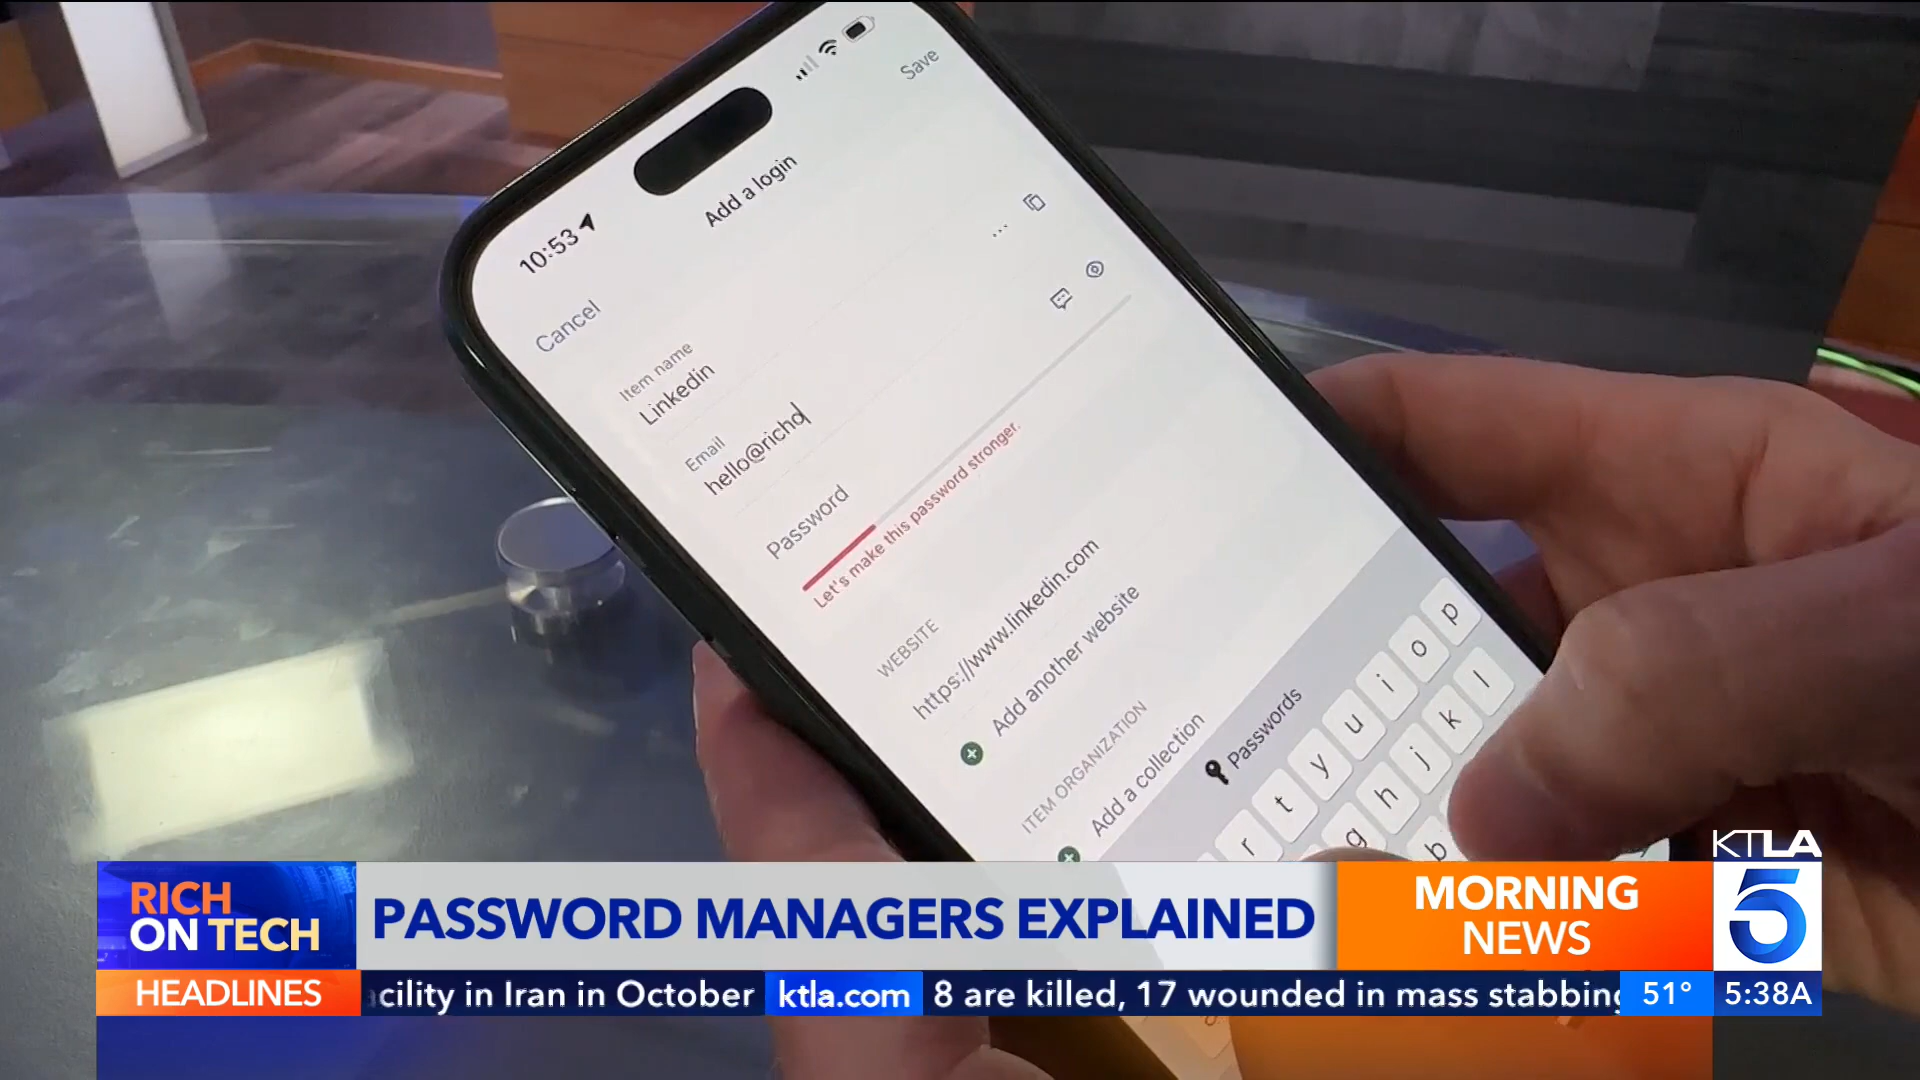 10:53
Save
Cancel
Add a login
Item name
Linkedin
Email
hello@richo
Password
Let's make this password stronger.
WEBSITE
https://www.linkedin.com
Add another website
ITEM ORGANIZATION
Add a collection
Passwords
r t y u i o p
g h j k l
b
RICH
ON TECH
PASSWORD MANAGERS EXPLAINED
MORNING
NEWS
KTLA
5
HEADLINES
acility in Iran in October
ktla.com
8 are killed, 17 wounded in mass stabbing
51°
5:38A